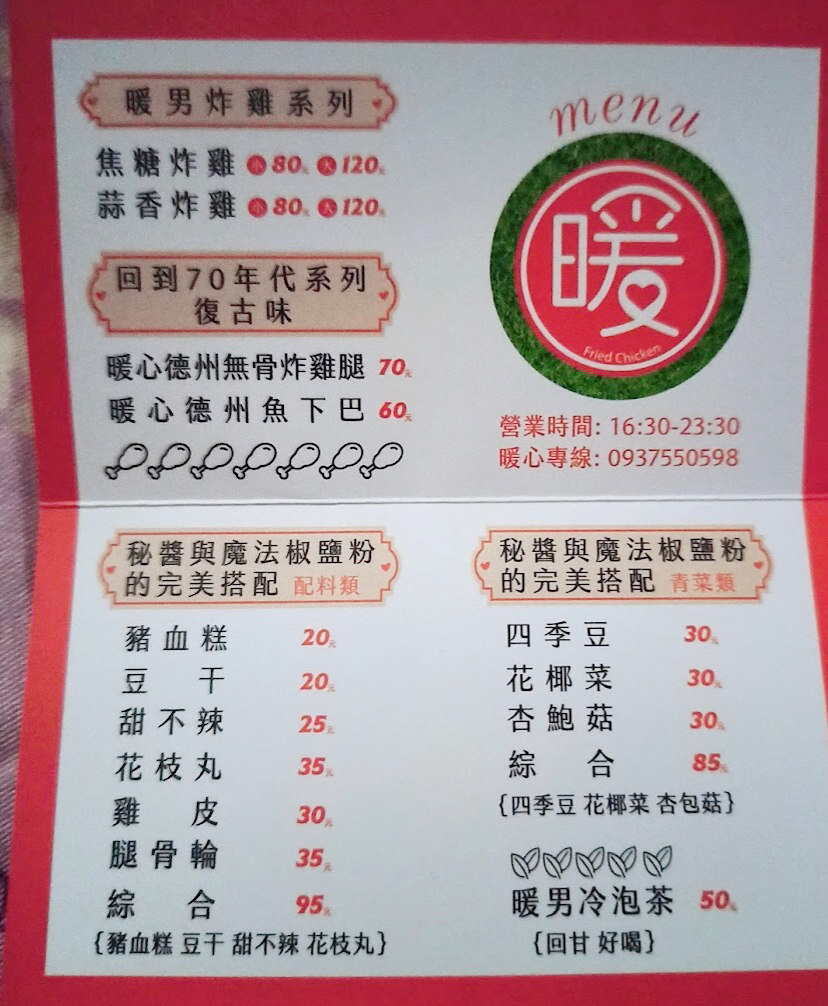 暖男炸雞系列
焦糖炸雞 小 80元 大 120元
蒜香炸雞 小 80元 大 120元
回到70年代系列
復古味
暖心德州無骨炸雞腿 70元
暖心德州魚下巴 60元
menu
暖
Fried Chicken
營業時間: 16:30-23:30
暖心專線: 0937550598
秘醬與魔法椒鹽粉
的完美搭配 配料類
豬血糕 20元
豆干 20元
甜不辣 25元
花枝丸 35元
雞皮 30元
腿骨輪 35元
綜合 95元
{豬血糕 豆干 甜不辣 花枝丸}
秘醬與魔法椒鹽粉
的完美搭配 青菜類
四季豆 30元
花椰菜 30元
杏鮑菇 30元
綜合 85元
{四季豆 花椰菜 杏包菇}
暖男冷泡茶 50元
{回甘 好喝}